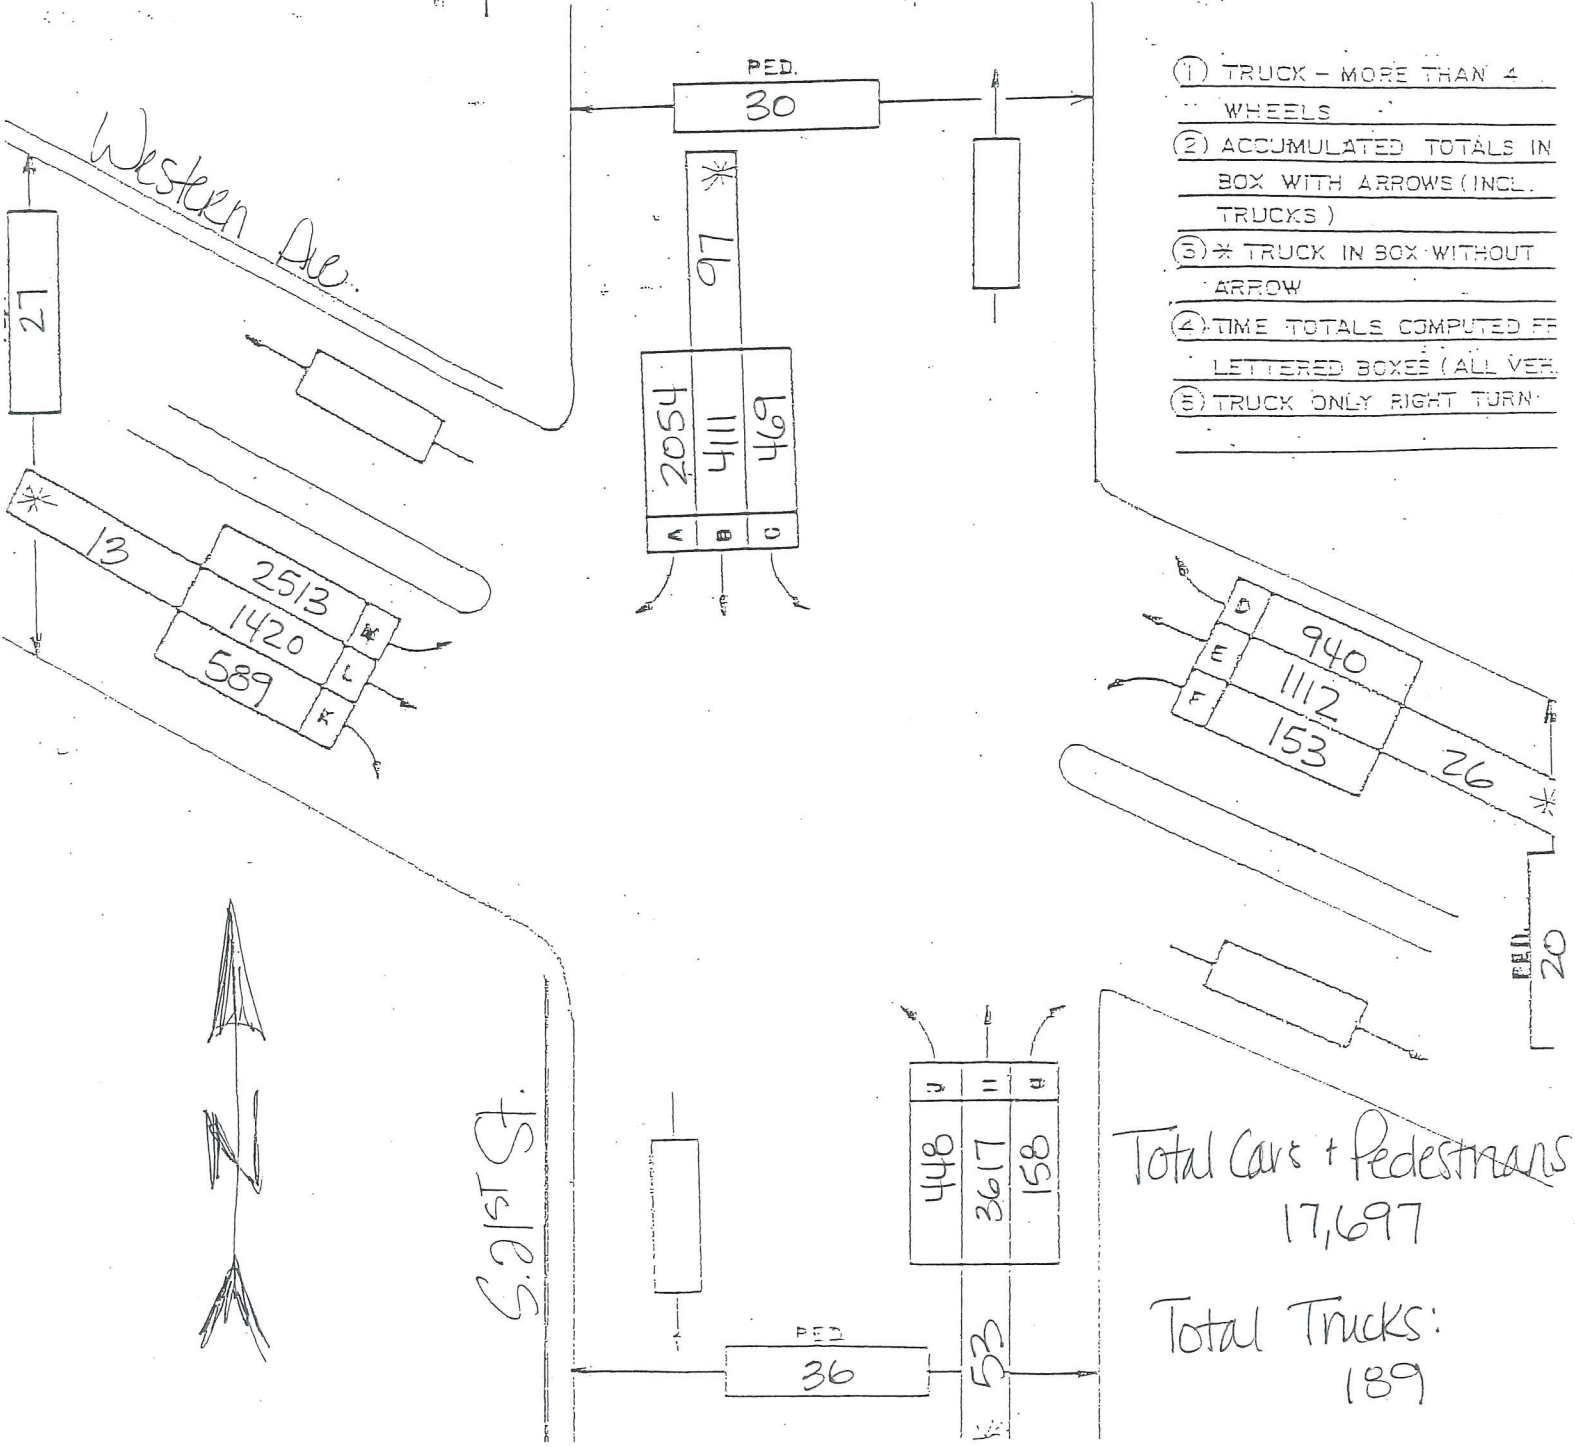 PED.
30
① TRUCK - MORE THAN 4
WHEELS
② ACCUMULATED TOTALS IN
BOX WITH ARROWS (INCL.
TRUCKS)
③ * TRUCK IN BOX WITHOUT
ARROW
④ TIME TOTALS COMPUTED FR
LETTERED BOXES (ALL VEH.
⑤ TRUCK ONLY RIGHT TURN
Western Ave.
27
*
97
2054
4111
469
A
B
C
*
13
2513
1420
589
L
K
D
E
F
940
1112
153
26
*
PED.
20
N
S. 21st St.
448
3617
158
53
*
PED
36
Total Cars + Pedestrians
17,697
Total Trucks:
189